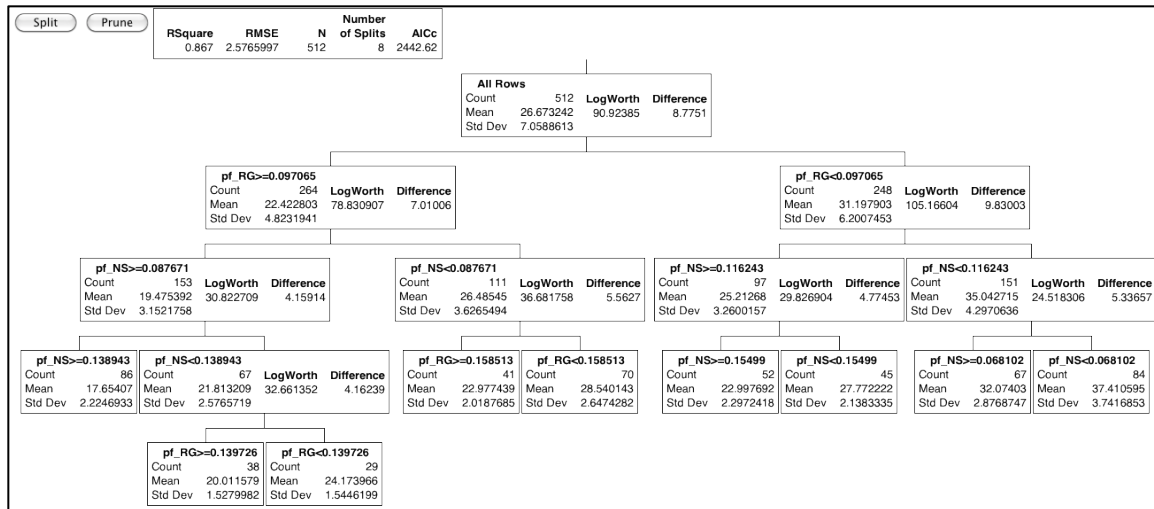 Split Prune
Number
RSquare RMSE N of Splits AICc
0.867 2.5765997 512 8 2442.62
All Rows
Count 512 LogWorth Difference
Mean 26.673242 90.92385 8.7751
Std Dev 7.0588613
pf_RG>=0.097065
Count 264 LogWorth Difference
Mean 22.422803 78.830907 7.01006
Std Dev 4.8231941
pf_RG<0.097065
Count 248 LogWorth Difference
Mean 31.197903 105.16604 9.83003
Std Dev 6.2007453
pf_NS>=0.087671
Count 153 LogWorth Difference
Mean 19.475392 30.822709 4.15914
Std Dev 3.1521758
pf_NS<0.087671
Count 111 LogWorth Difference
Mean 26.48545 36.681758 5.5627
Std Dev 3.6265494
pf_NS>=0.116243
Count 97 LogWorth Difference
Mean 25.21268 29.826904 4.77453
Std Dev 3.2600157
pf_NS<0.116243
Count 151 LogWorth Difference
Mean 35.042715 24.518306 5.33657
Std Dev 4.2970636
pf_NS>=0.138943
Count 86
Mean 17.65407
Std Dev 2.2246933
pf_NS<0.138943
Count 67 LogWorth Difference
Mean 21.813209 32.661352 4.16239
Std Dev 2.5765719
pf_RG>=0.158513
Count 41
Mean 22.977439
Std Dev 2.0187685
pf_RG<0.158513
Count 70
Mean 28.540143
Std Dev 2.6474282
pf_NS>=0.15499
Count 52
Mean 22.997692
Std Dev 2.2972418
pf_NS<0.15499
Count 45
Mean 27.772222
Std Dev 2.1383335
pf_NS>=0.068102
Count 67
Mean 32.07403
Std Dev 2.8768747
pf_NS<0.068102
Count 84
Mean 37.410595
Std Dev 3.7416853
pf_RG>=0.139726
Count 38
Mean 20.011579
Std Dev 1.5279982
pf_RG<0.139726
Count 29
Mean 24.173966
Std Dev 1.5446199